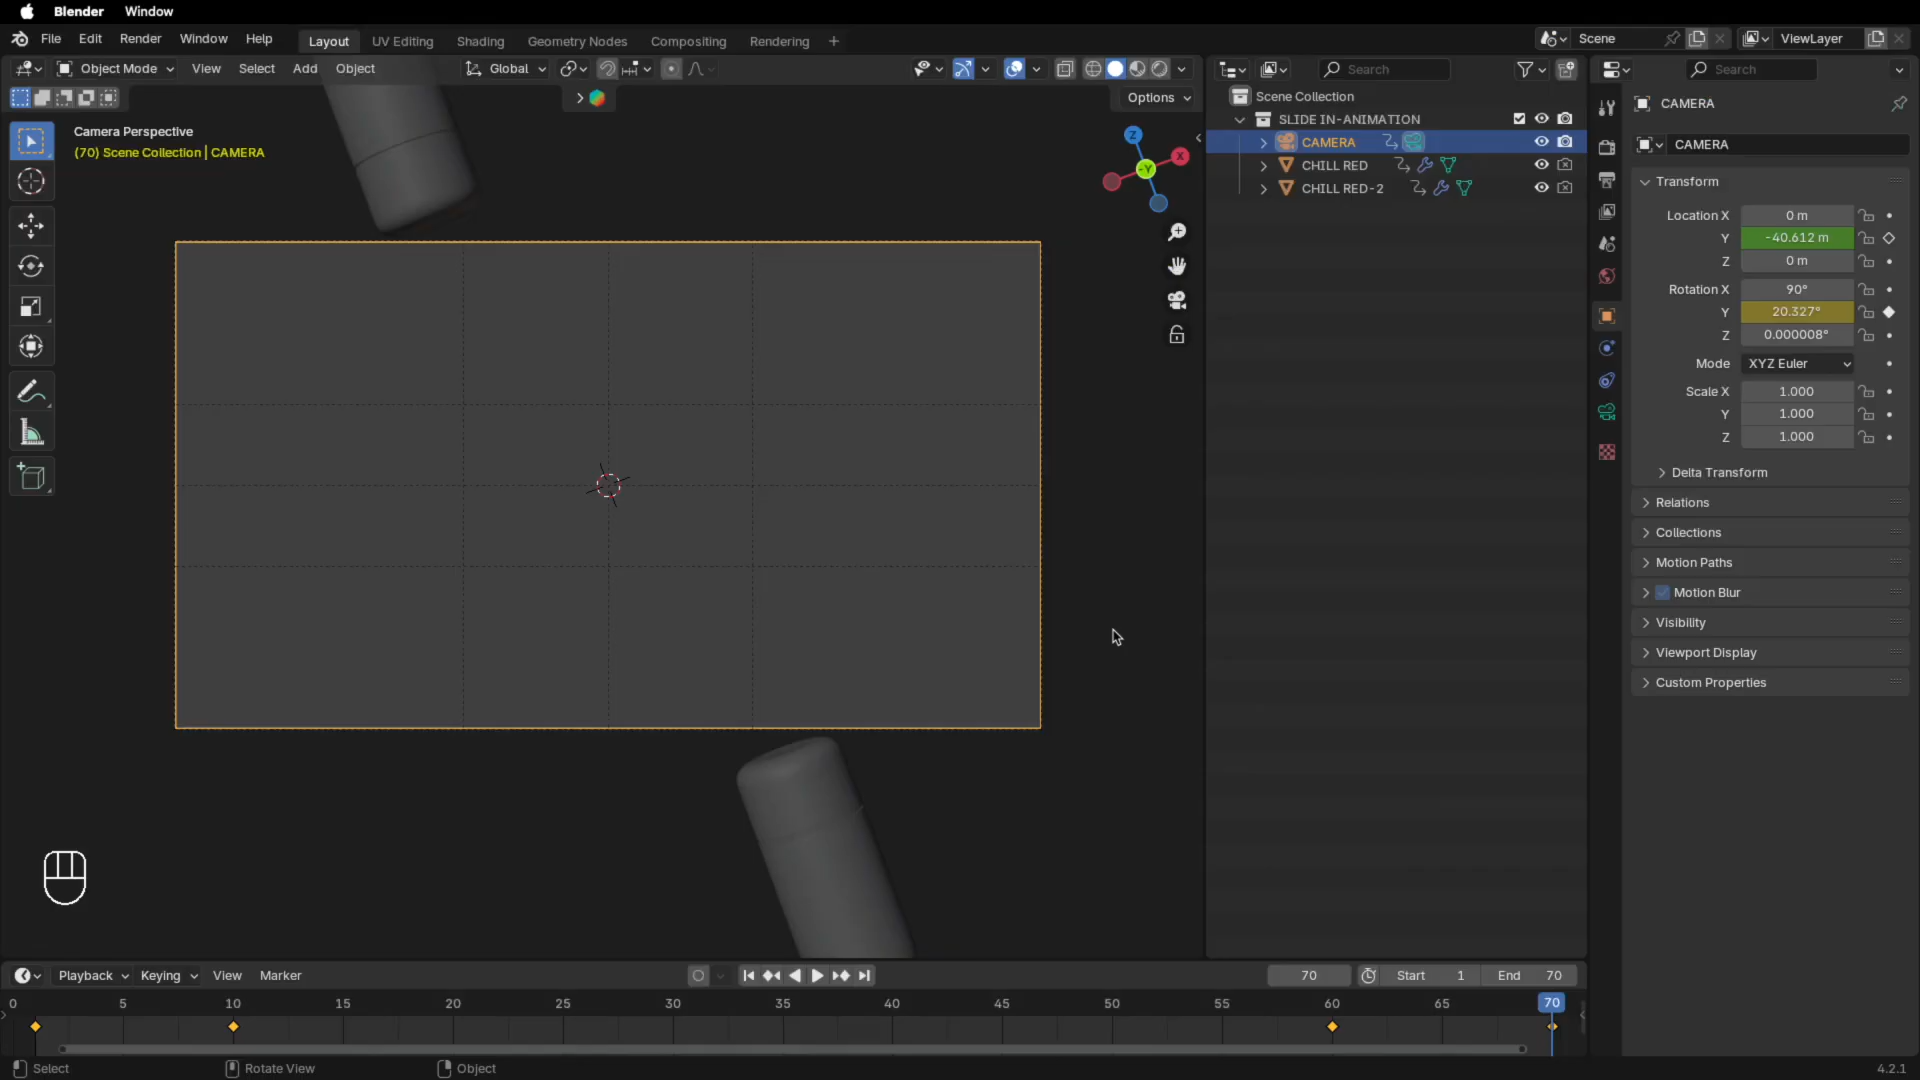 Blender Window
File Edit Render Window Help Layout UV Editing Shading Geometry Nodes Modeling Compositing Rendering + Scene ViewLayer
Object Mode View Select Add Object Global Search Search
Options
Camera Perspective
(70) Scene Collection | CAMERA
Z
X
-Y
Scene Collection
SLIDE IN-ANIMATION
CAMERA
CHILL RED
CHILL RED-2
CAMERA
CAMERA
Transform
Location X 0 m
Y -40.612 m
Z 0 m
Rotation X 90°
Y 20.327°
Z 0.000008°
Mode XYZ Euler
Scale X 1.000
Y 1.000
Z 1.000
Delta Transform
Relations
Collections
Motion Paths
Motion Blur
Visibility
Viewport Display
Custom Properties
Playback Keying View Marker 70 Start 1 End 70
0 5 10 15 20 25 30 35 40 45 50 55 60 65 70
Select Rotate View Object 4.2.1